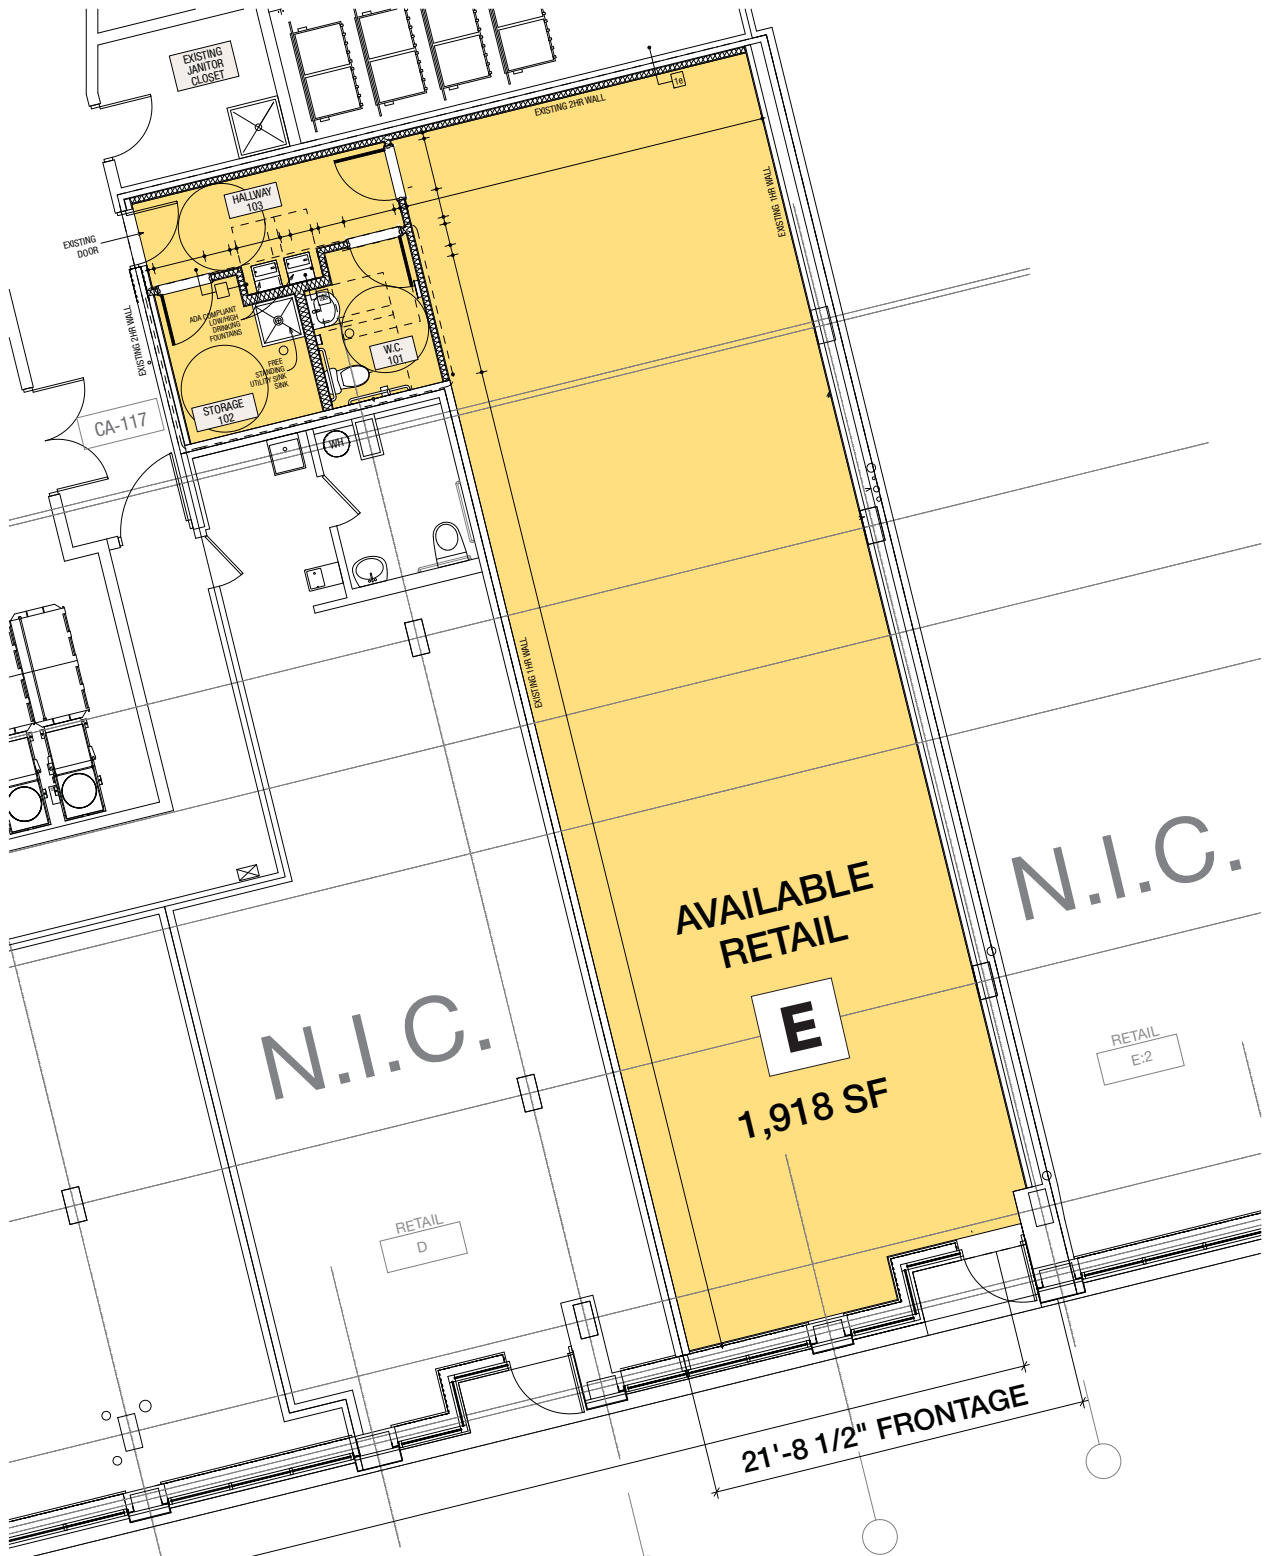 EXISTING
JANITOR
CLOSET
1e
EXISTING 2HR WALL
EXISTING 1HR WALL
HALLWAY
103
EXISTING
DOOR
EXISTING 2HR WALL
ADA COMPLIANT
LOW/HIGH
DRINKING
FOUNTAINS
FREE
STANDING
UTILITY SINK
SINK
W.C.
101
STORAGE
102
CA-117
WH
EXISTING 1HR WALL
AVAILABLE
RETAIL
E
1,918 SF
N.I.C.
N.I.C.
RETAIL
E:2
RETAIL
D
21'-8 1/2" FRONTAGE